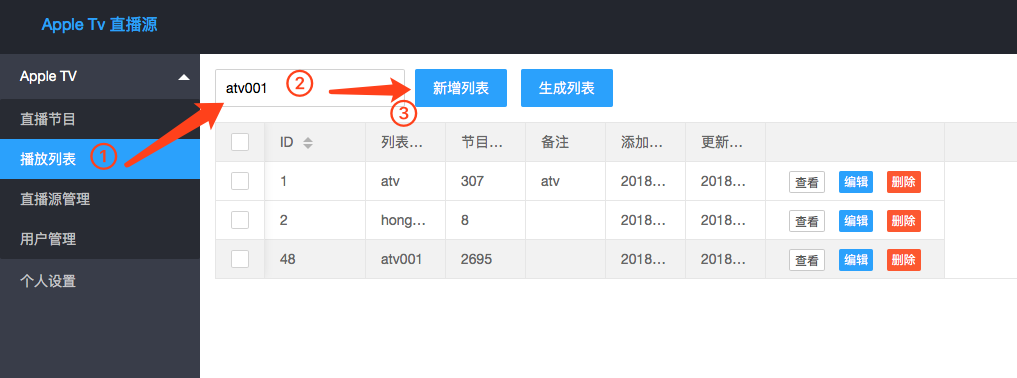 Apple Tv 直播源
Apple TV
直播节目
播放列表 ①
直播源管理
用户管理
个人设置
atv001 ② ③ 新增列表 生成列表
ID 列表... 节目... 备注 添加... 更新...
1 atv 307 atv 2018... 2018... 查看 编辑 删除
2 hong... 8 2018... 2018... 查看 编辑 删除
48 atv001 2695 2018... 2018... 查看 编辑 删除